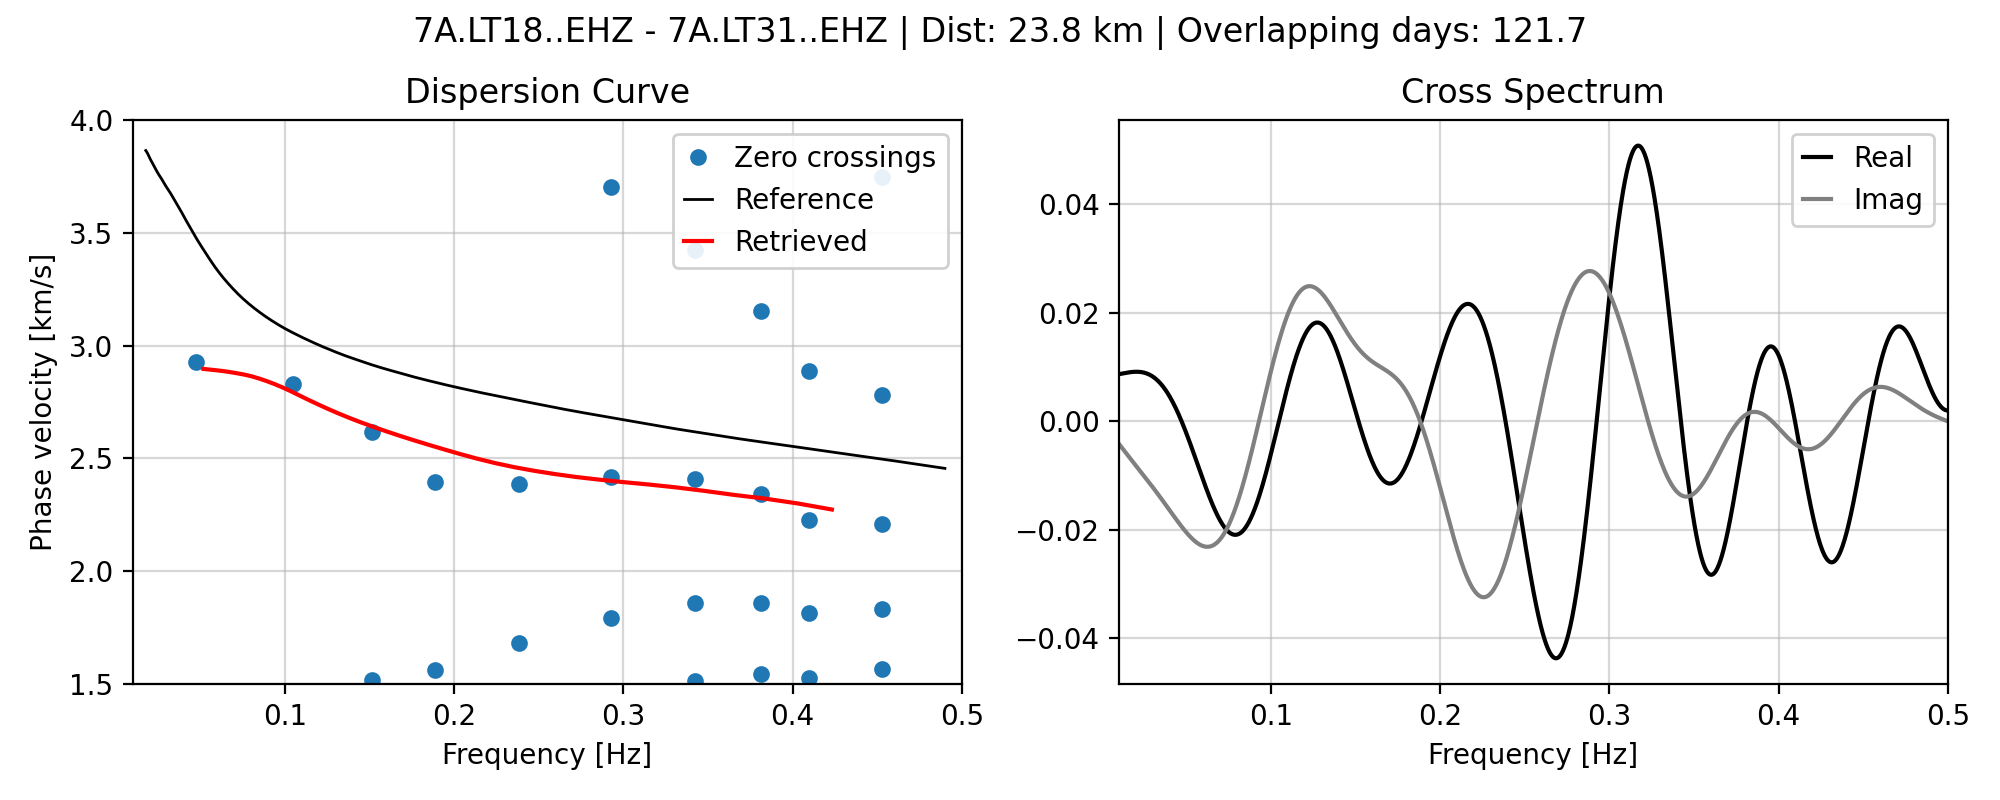 7A.LT18..EHZ - 7A.LT31..EHZ | Dist: 23.8 km | Overlapping days: 121.7
Dispersion Curve
4.0
3.5
3.0
2.5
2.0
1.5
Phase velocity [km/s]
Zero crossings
Reference
Retrieved
0.1 0.2 0.3 0.4 0.5
Frequency [Hz]
Cross Spectrum
0.04
0.02
0.00
−0.02
−0.04
Real
Imag
0.1 0.2 0.3 0.4 0.5
Frequency [Hz]